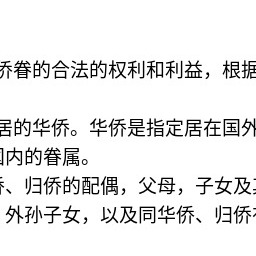 侨眷的合法的权利和利益，根据
居的华侨。华侨是指定居在国外
国内的眷属。
侨、归侨的配偶，父母，子女及其
外孙子女，以及同华侨、归侨有